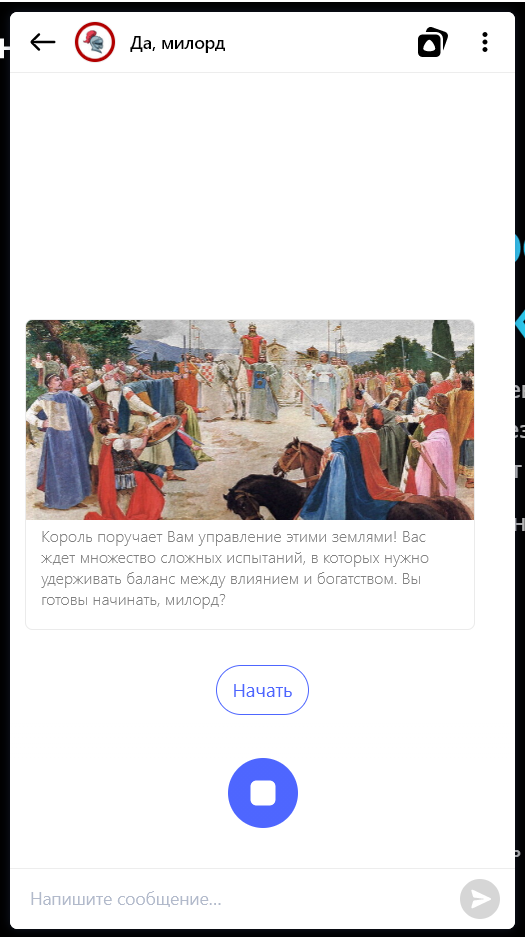 Да, милорд
Король поручает Вам управление этими землями! Вас
ждет множество сложных испытаний, в которых нужно
удерживать баланс между влиянием и богатством. Вы
готовы начинать, милорд?
Начать
Напишите сообщение...